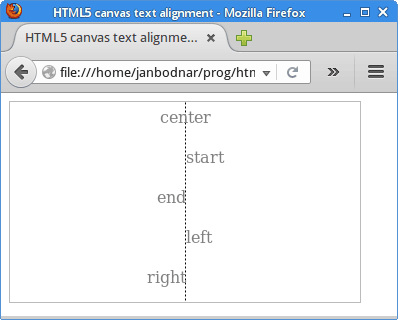 HTML5 canvas text alignment - Mozilla Firefox
HTML5 canvas text alignme...
file:///home/janbodnar/prog/htn
center
start
end
left
right